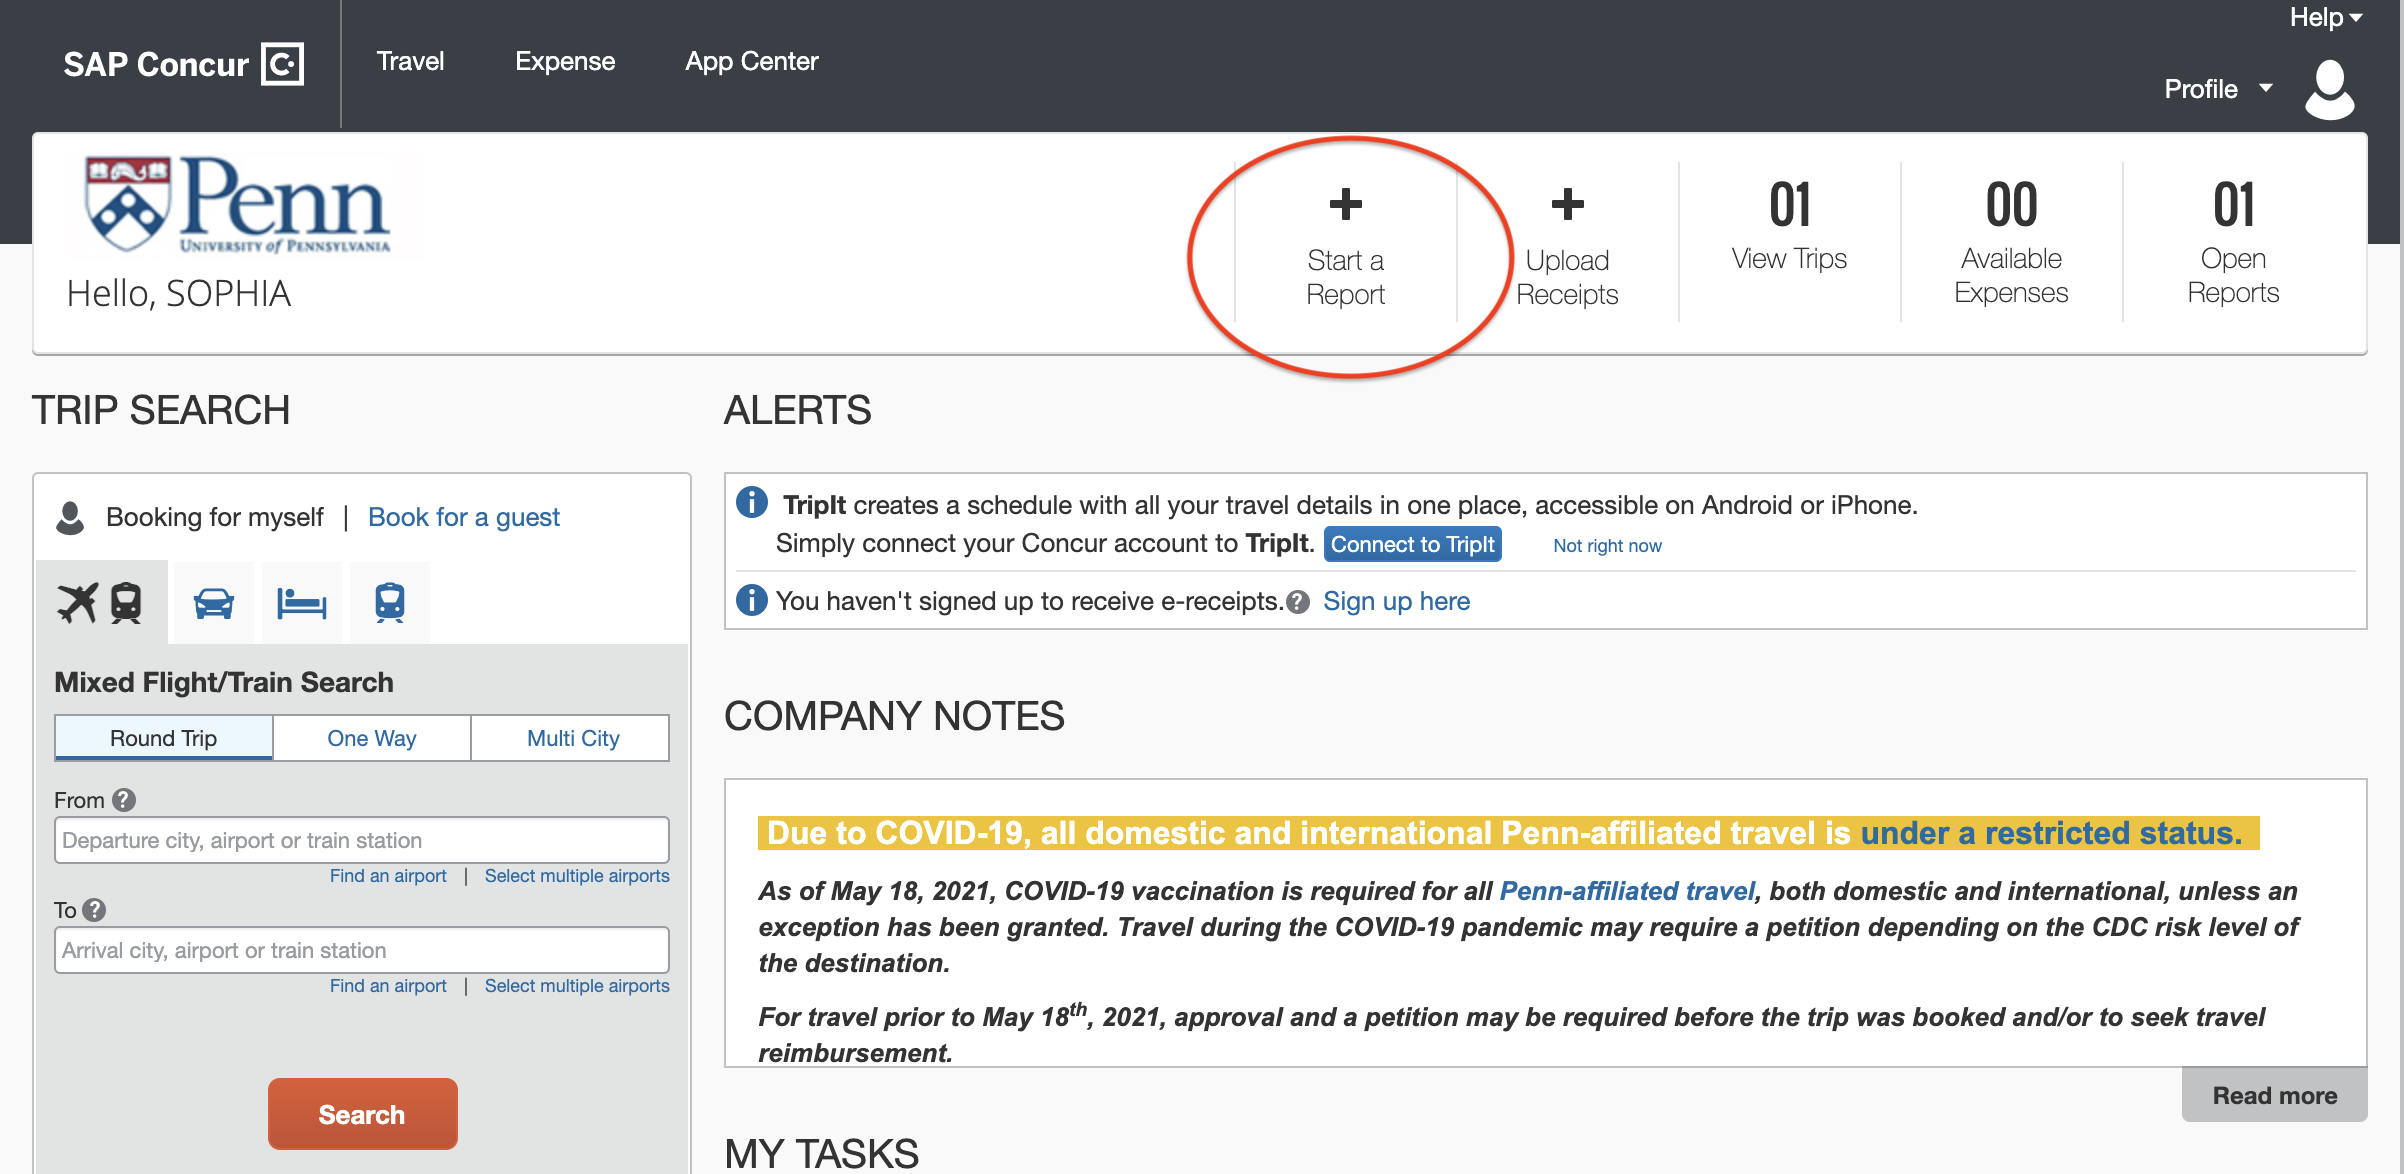 Help
SAP Concur C
Travel
Expense
App Center
Profile
Penn
UNIVERSITY of PENNSYLVANIA
Hello, SOPHIA
Start a
Report
Upload
Receipts
01
View Trips
00
Available
Expenses
01
Open
Reports
TRIP SEARCH
Booking for myself | Book for a guest
Mixed Flight/Train Search
Round Trip
One Way
Multi City
From ?
Departure city, airport or train station
Find an airport | Select multiple airports
To ?
Arrival city, airport or train station
Find an airport | Select multiple airports
Search
ALERTS
TripIt creates a schedule with all your travel details in one place, accessible on Android or iPhone.
Simply connect your Concur account to TripIt. Connect to TripIt Not right now
You haven't signed up to receive e-receipts. ? Sign up here
COMPANY NOTES
Due to COVID-19, all domestic and international Penn-affiliated travel is under a restricted status.
As of May 18, 2021, COVID-19 vaccination is required for all Penn-affiliated travel, both domestic and international, unless an
exception has been granted. Travel during the COVID-19 pandemic may require a petition depending on the CDC risk level of
the destination.
For travel prior to May 18th, 2021, approval and a petition may be required before the trip was booked and/or to seek travel
reimbursement.
Read more
MY TASKS